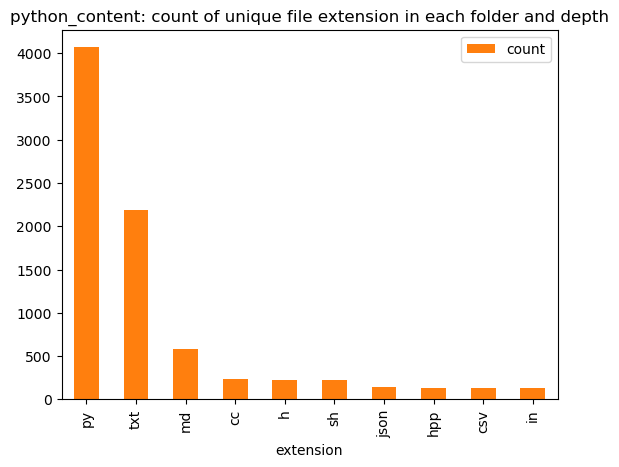 python_content: count of unique file extension in each folder and depth
count
4000
3500
3000
2500
2000
1500
1000
500
0
py
txt
md
cc
h
sh
json
hpp
csv
in
extension